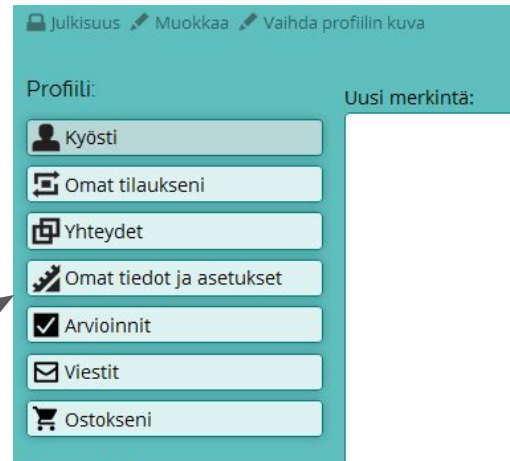 Julkisuus Muokkaa Vaihda profiilin kuva
Profiili:
Uusi merkintä:
Kyösti
Omat tilaukseni
Yhteydet
Omat tiedot ja asetukset
Arvioinnit
Viestit
Ostokseni